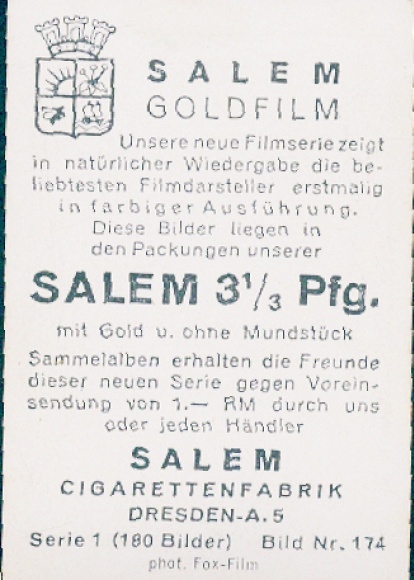 SALEM
GOLDFILM
Unsere neue Filmserie zeigt
in natürlicher Wiedergabe die be-
liebtesten Filmdarsteller erstmalig
in farbiger Ausführung.
Diese Bilder liegen in
den Packungen unserer
SALEM 3⅓ Pfg.
mit Gold u. ohne Mundstück
Sammelalben erhalten die Freunde
dieser neuen Serie gegen Vorein-
sendung von 1.— RM durch uns
oder jeden Händler
SALEM
CIGARETTENFABRIK
DRESDEN-A. 5
Serie 1 (180 Bilder) Bild Nr. 174
phot. Fox-Film